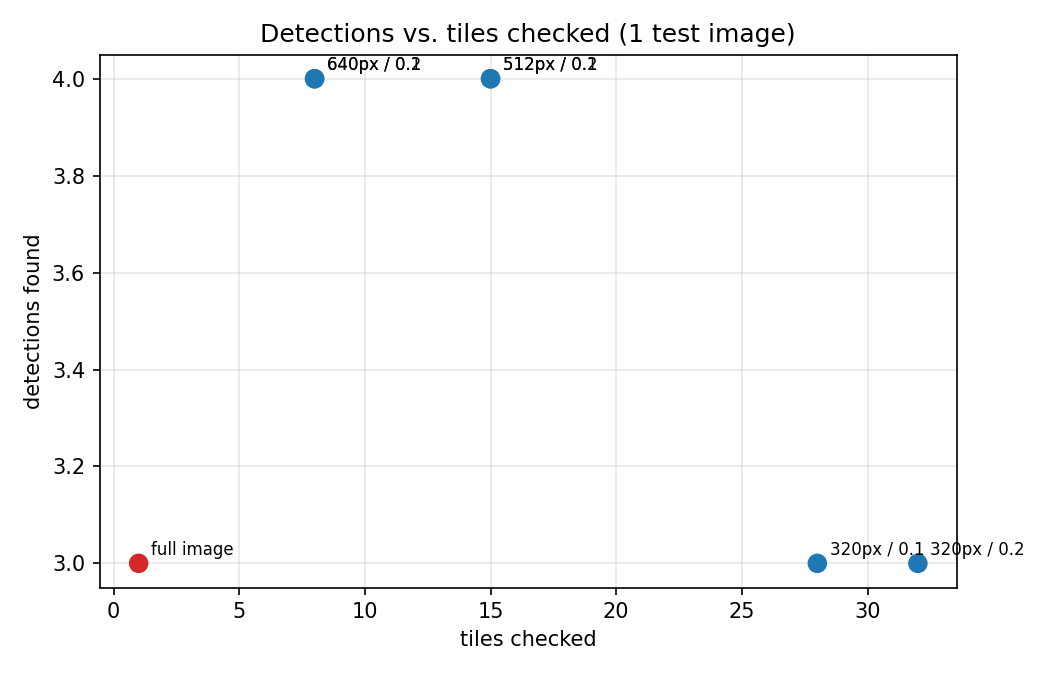 Detections vs. tiles checked (1 test image)
640px /
512px /
4.0
3.8
3.6
3.4
3.2
3.0
detections found
full image
320px / 0.1
320px / 0.2
0
5
10
15
20
25
30
tiles checked